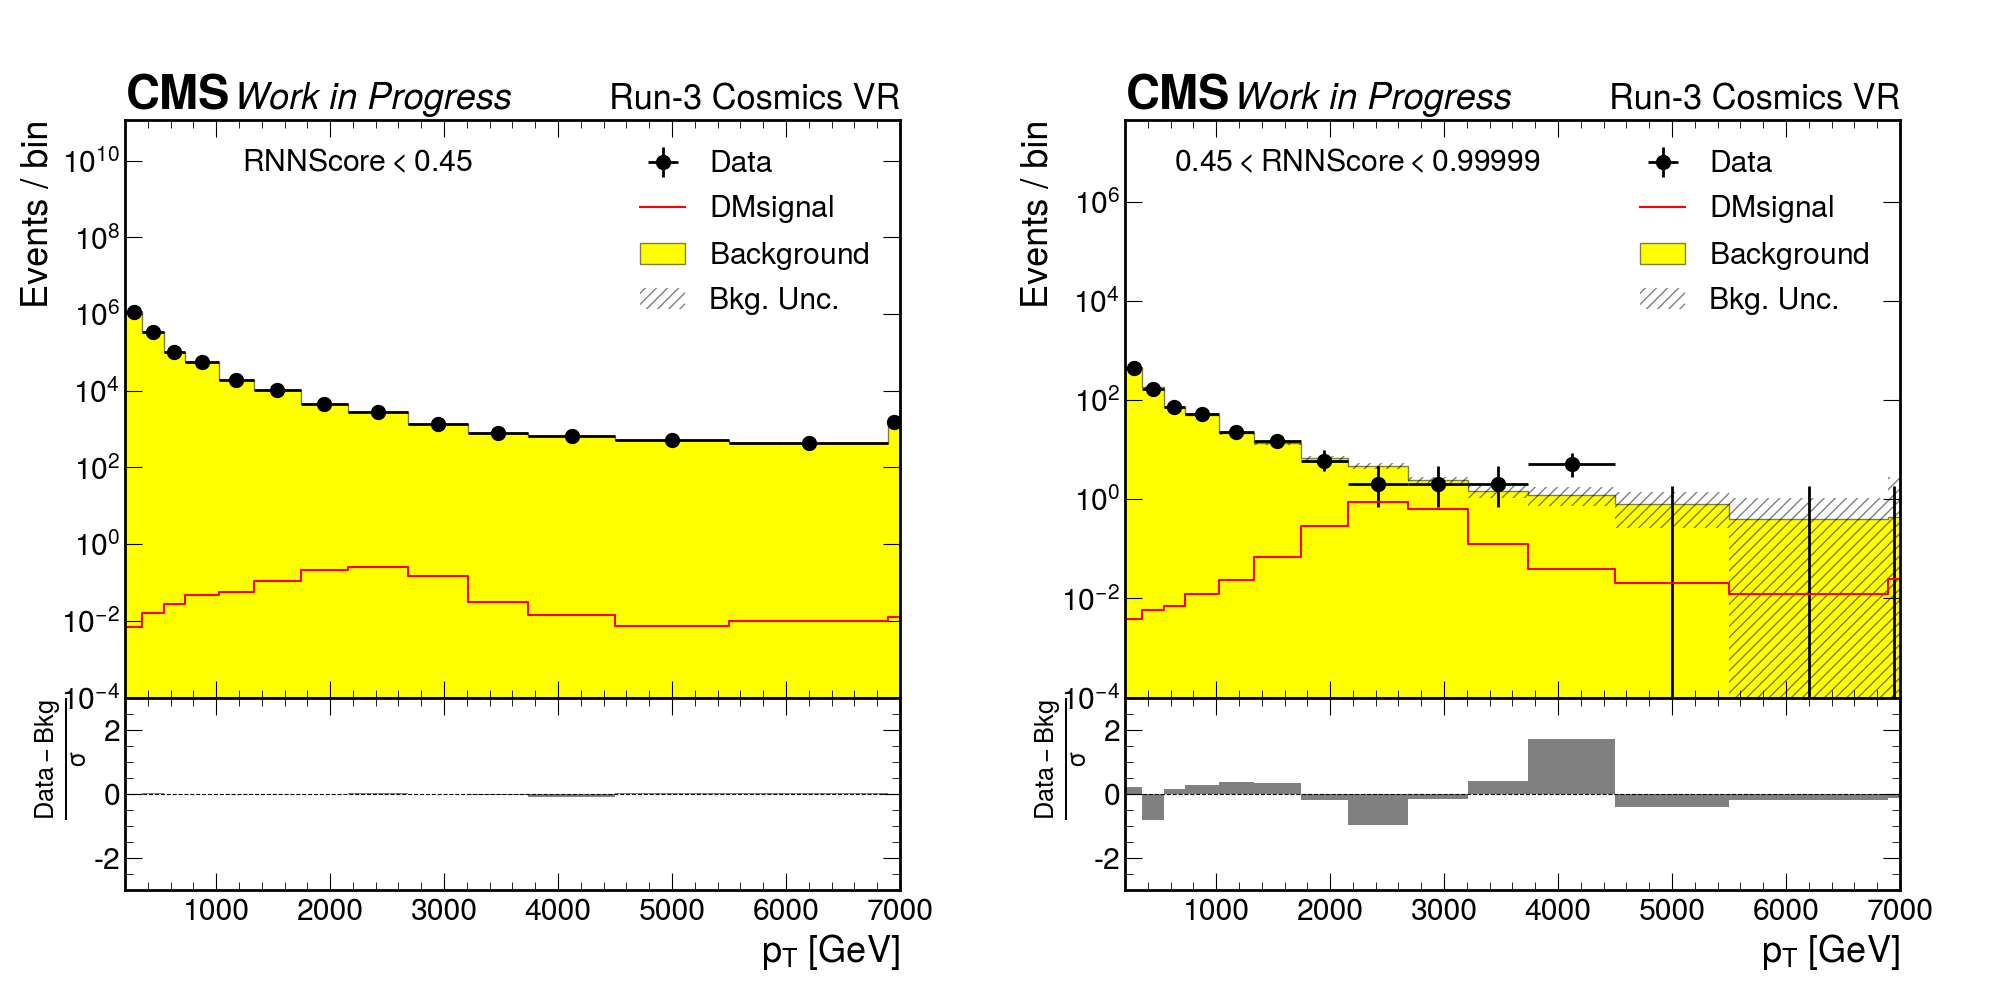 CMS Work in Progress Run-3 Cosmics VR
Events / bin
RNNScore < 0.45
Data
DMsignal
Background
Bkg. Unc.
10^10
10^8
10^6
10^4
10^2
10^0
10^−2
10^−4
Data − Bkg
σ
2
0
-2
1000 2000 3000 4000 5000 6000 7000
p_T [GeV]
CMS Work in Progress Run-3 Cosmics VR
Events / bin
0.45 < RNNScore < 0.99999
Data
DMsignal
Background
Bkg. Unc.
10^6
10^4
10^2
10^0
10^−2
10^−4
Data − Bkg
σ
2
0
-2
1000 2000 3000 4000 5000 6000 7000
p_T [GeV]